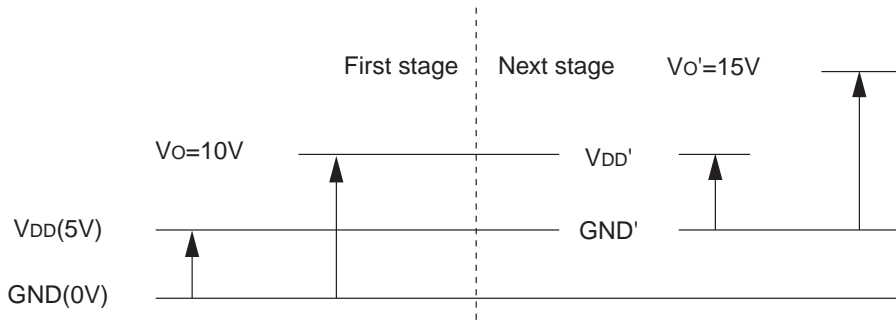 First stage Next stage VO'=15V
VO=10V VDD'
VDD(5V) GND'
GND(0V)